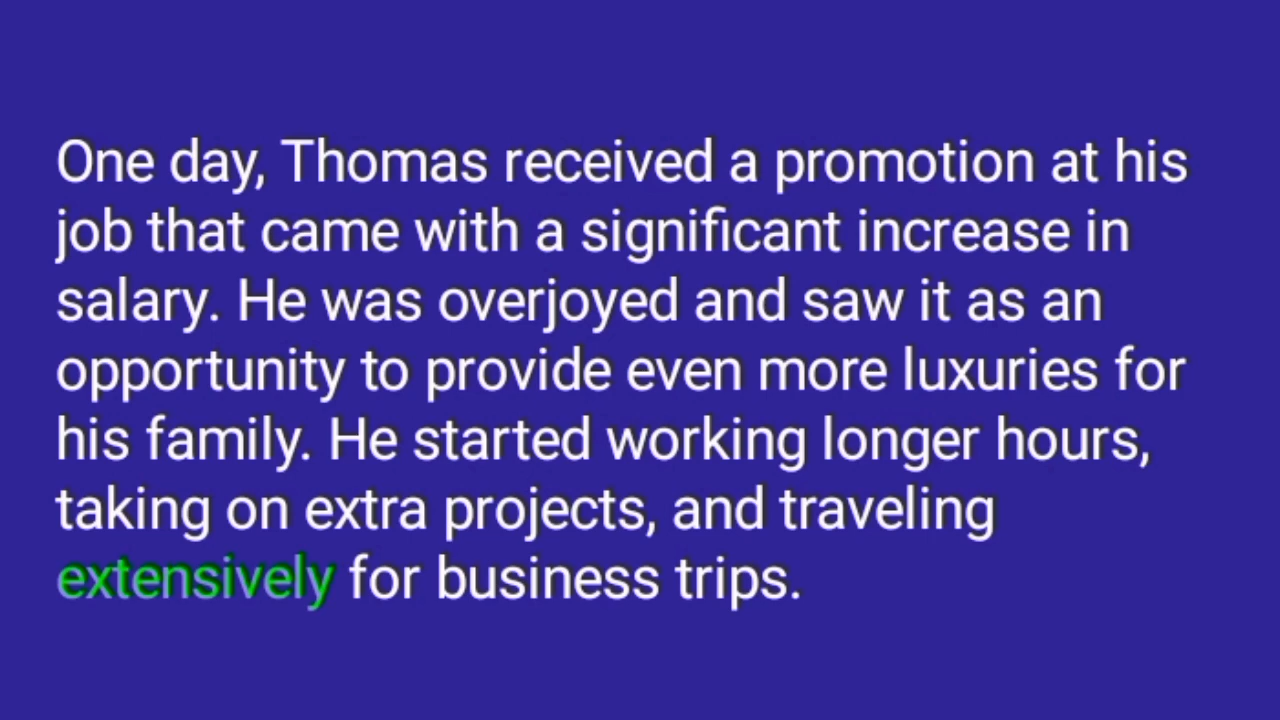 One day, Thomas received a promotion at his
job that came with a significant increase in
salary. He was overjoyed and saw it as an
opportunity to provide even more luxuries for
his family. He started working longer hours,
taking on extra projects, and traveling
extensively for business trips.